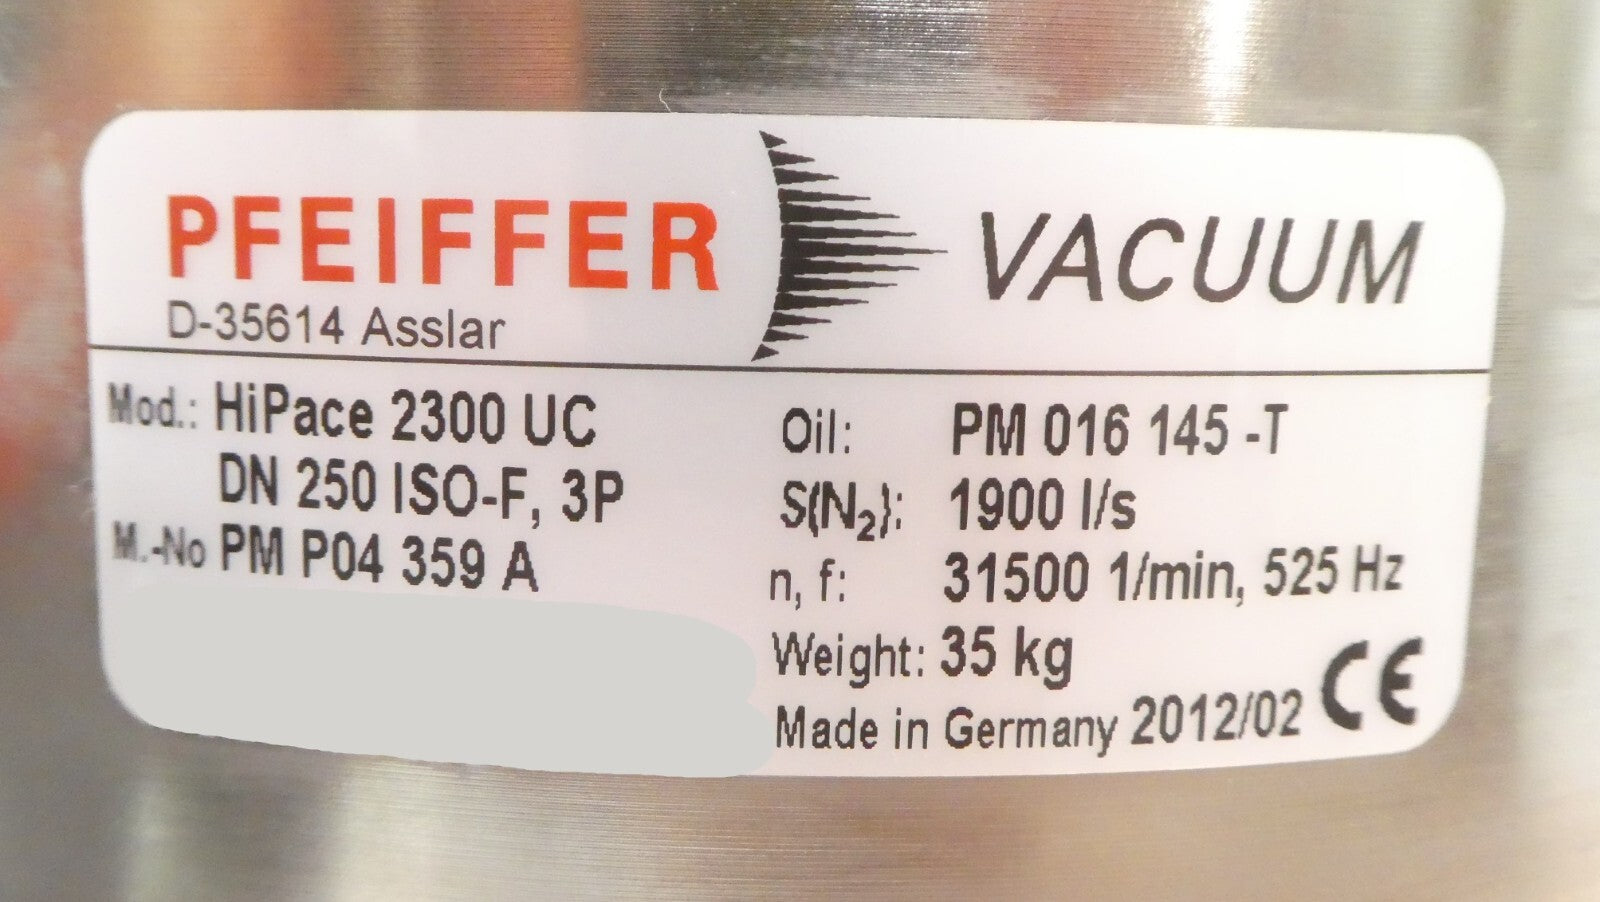 PFEIFFER VACUUM
D-35614 Asslar
Mod.: HiPace 2300 UC
DN 250 ISO-F, 3P
M.-No PM P04 359 A
Oil: PM 016 145 -T
S(N₂): 1900 l/s
n, f: 31500 1/min, 525 Hz
Weight: 35 kg
Made in Germany 2012/02 CE